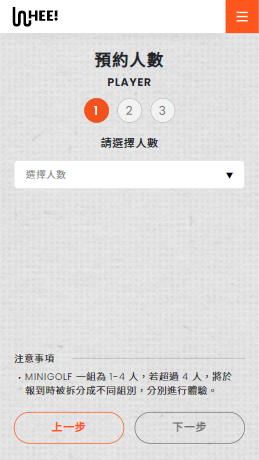 WHEE!
預約人數
PLAYER
1 2 3
請選擇人數
選擇人數
注意事項
・MINIGOLF 一組為 1-4 人，若超過 4 人，將於
報到時被拆分成不同組別，分別進行體驗。
上一步 下一步